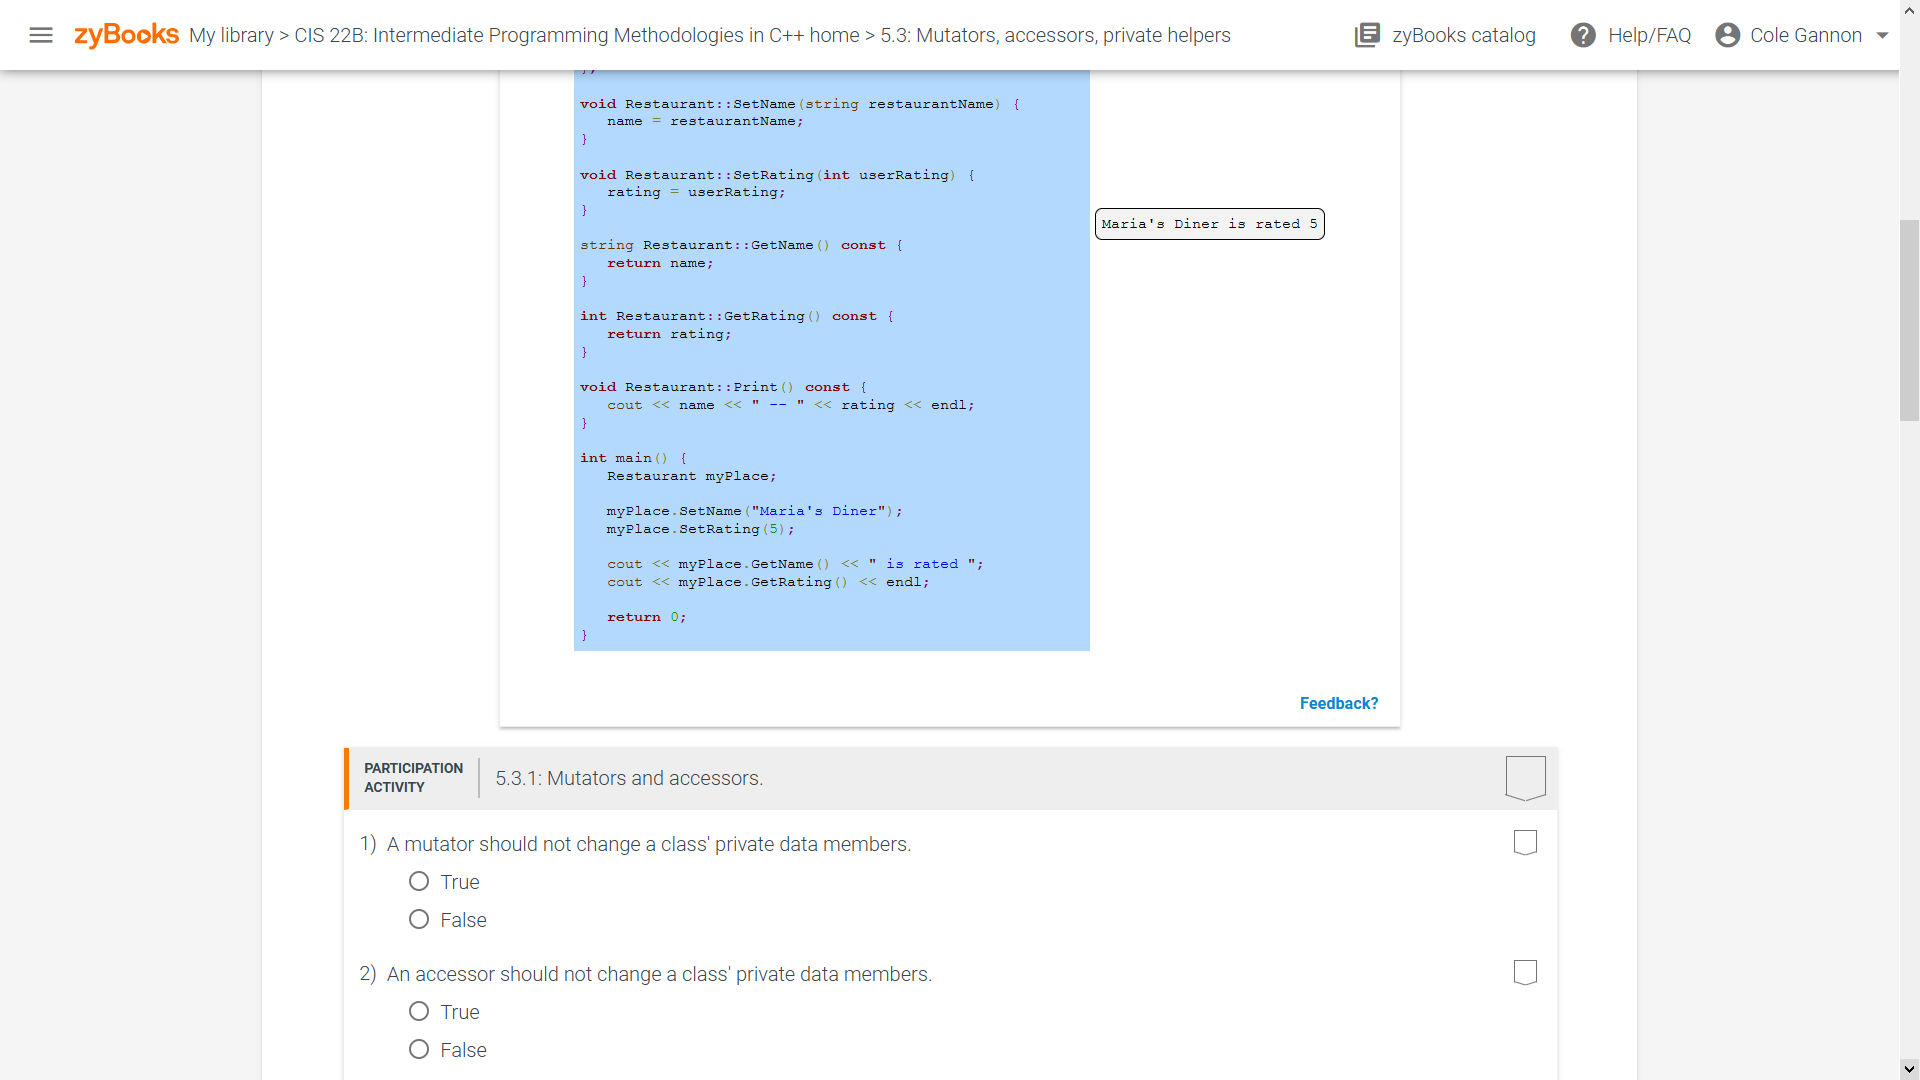 zyBooks My library > CIS 22B: Intermediate Programming Methodologies in C++ home > 5.3: Mutators, accessors, private helpers zyBooks catalog Help/FAQ Cole Gannon
void Restaurant::SetName(string restaurantName) {
   name = restaurantName;
}
void Restaurant::SetRating(int userRating) {
   rating = userRating;
}
Maria's Diner is rated 5
string Restaurant::GetName() const {
   return name;
}
int Restaurant::GetRating() const {
   return rating;
}
void Restaurant::Print() const {
   cout << name << " -- " << rating << endl;
}
int main() {
   Restaurant myPlace;
   myPlace.SetName("Maria's Diner");
   myPlace.SetRating(5);
   cout << myPlace.GetName() << " is rated ";
   cout << myPlace.GetRating() << endl;
   return 0;
}
Feedback?
PARTICIPATION
ACTIVITY
5.3.1: Mutators and accessors.
1) A mutator should not change a class' private data members.
True
False
2) An accessor should not change a class' private data members.
True
False